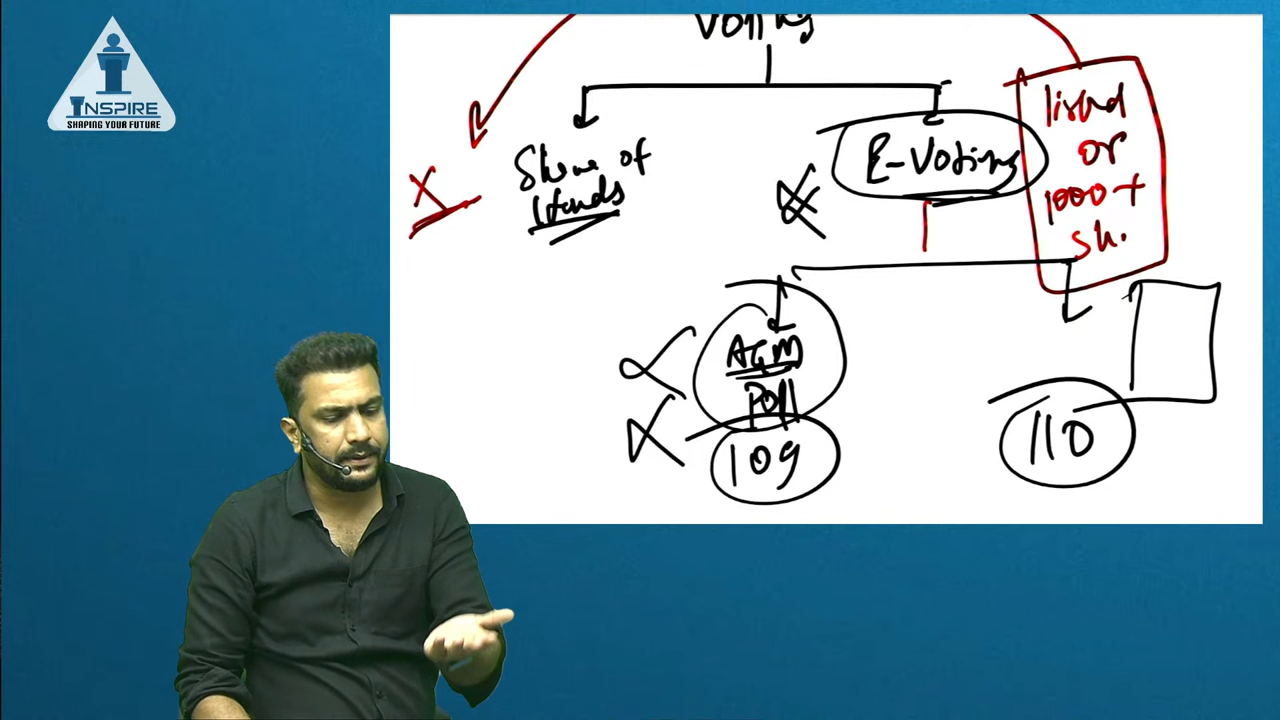 INSPIRE
SHAPING YOUR FUTURE
Voting
Show of
Hands
E-Voting
listed
or
1000+
sh.
X
AGM
Poll
109
110